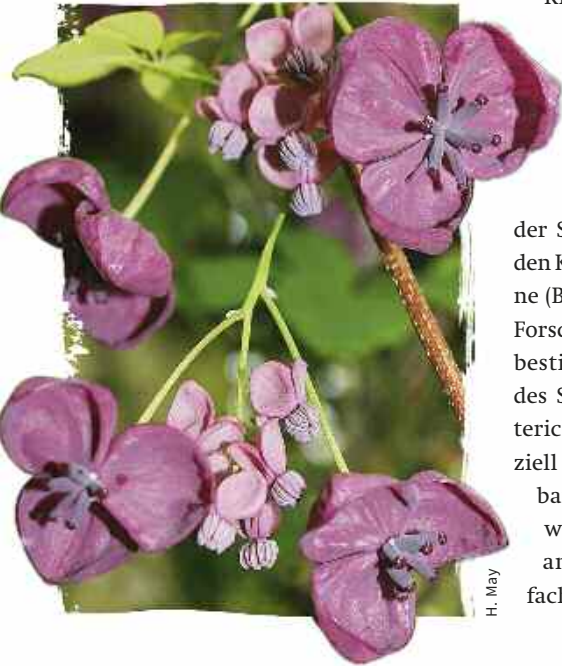 der S
den K
ne (B
Forsc
besti
des S
teric
ziell
ba
w
an
fach
H. May